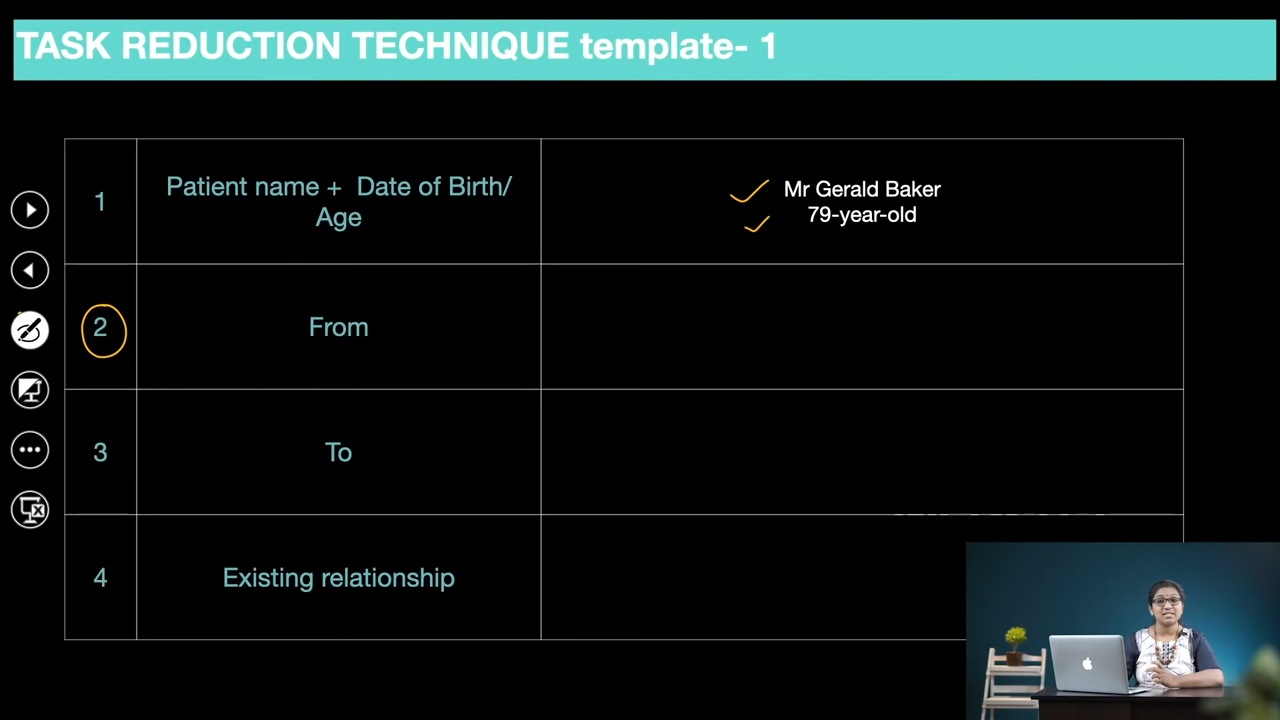 TASK REDUCTION TECHNIQUE template- 1
1
Patient name + Date of Birth/
Age
Mr Gerald Baker
79-year-old
2
From
3
To
4
Existing relationship